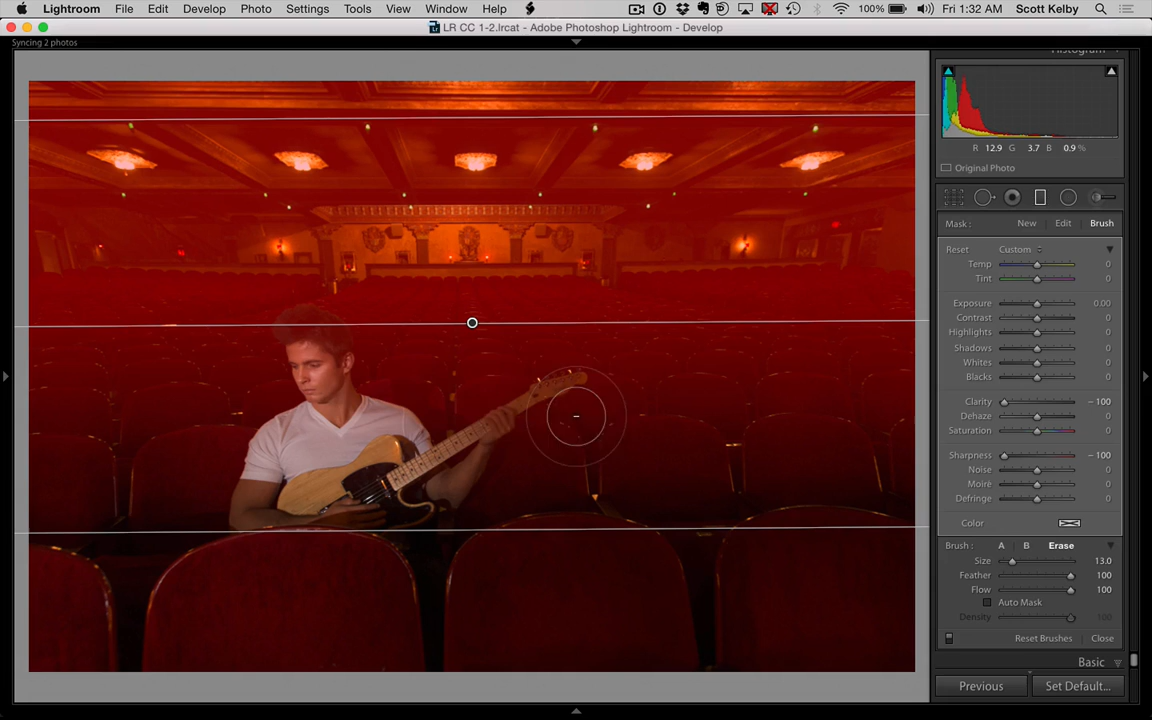 Lightroom File Edit Photo Develop Settings Tools View Window Help 100% Fri 1:32 AM Scott Kelby
LR CC 1-2.lrcat - Adobe Photoshop Lightroom - Develop
Syncing 2 photos
Histogram
R 12.9 G 3.7 B 0.9 %
Original Photo
Mask : New Edit Brush
Reset Custom
Temp 0
Tint 0
Exposure 0.00
Contrast 0
Highlights 0
Shadows 0
Whites 0
Blacks 0
Clarity – 100
Dehaze 0
Saturation 0
Sharpness – 100
Noise 0
Moiré 0
Defringe 0
Color
Brush : A B Erase
Size 13.0
Feather 100
Flow 100
Auto Mask
Density 100
Reset Brushes Close
Basic
Previous Set Default...